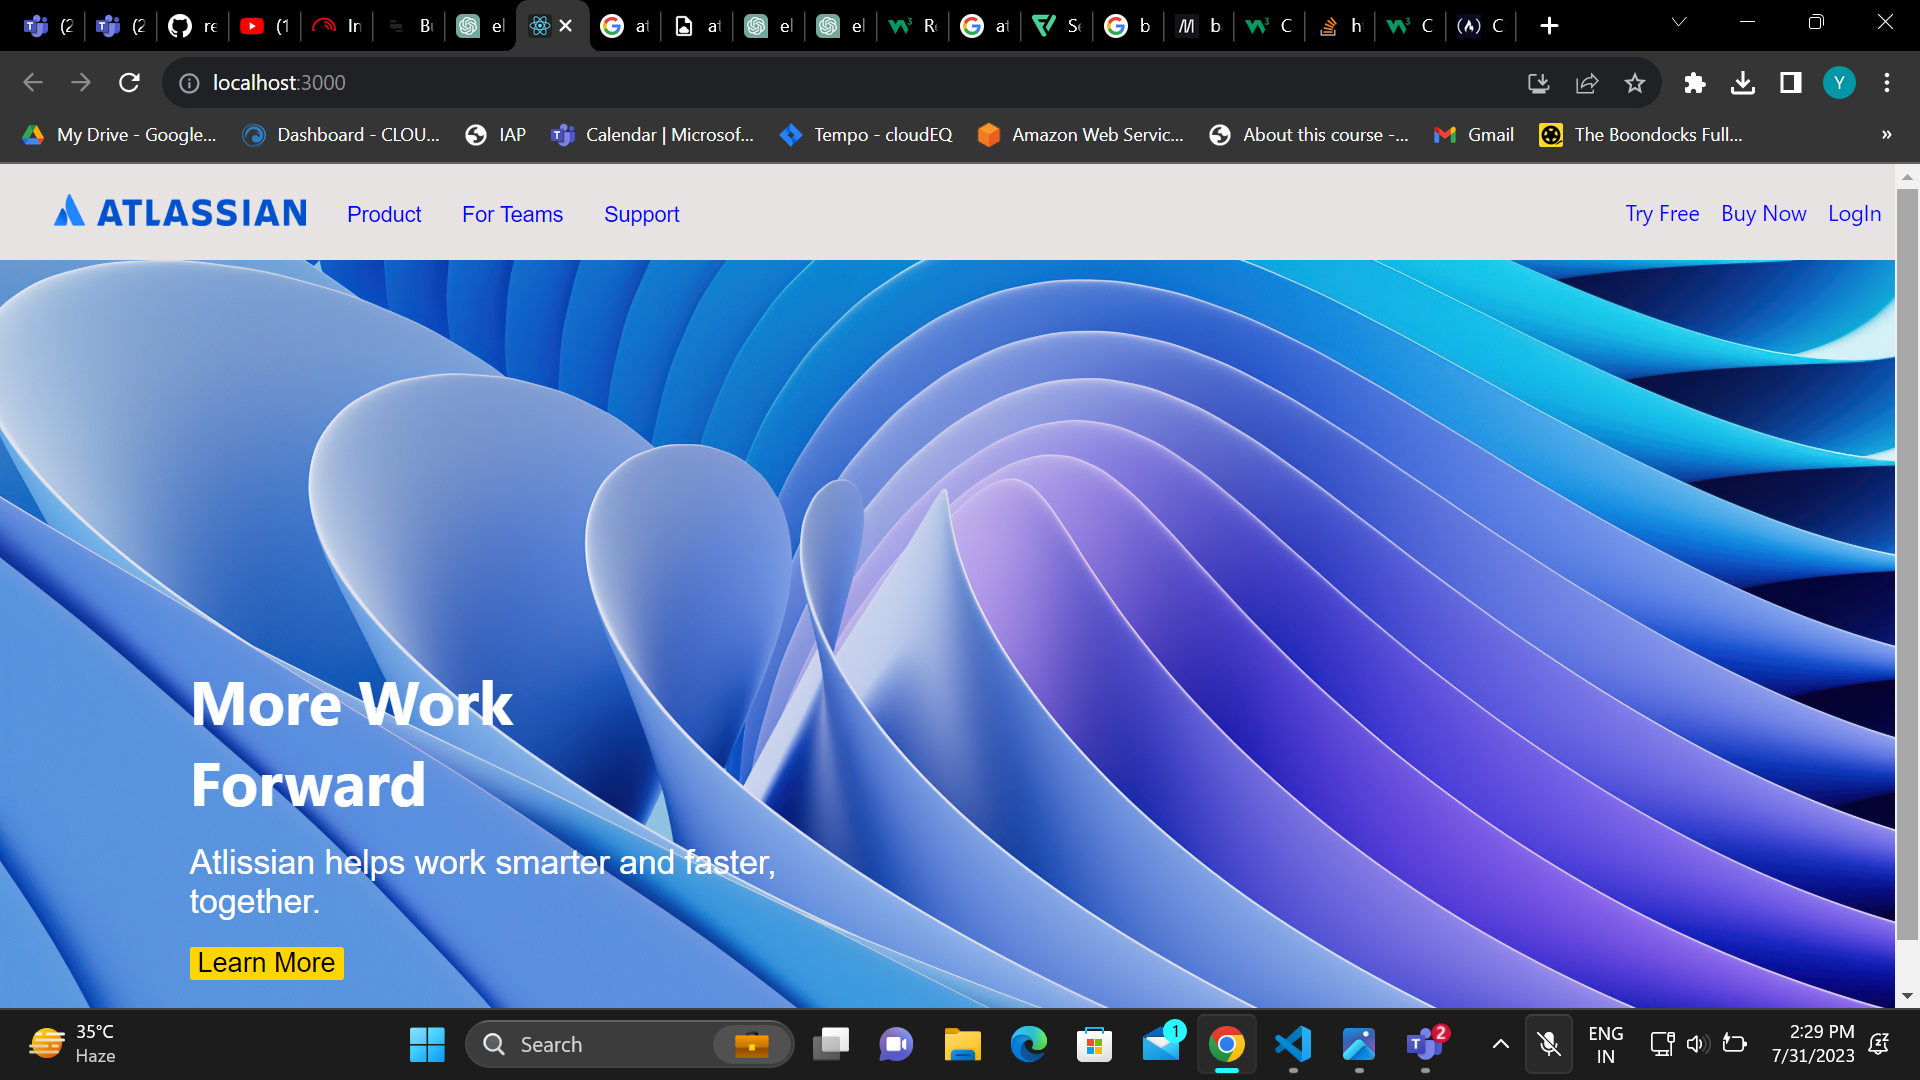 (2
(2
re
(1
In
Bu
el
at
at
el
el
Re
at
Se
b
b
C
h
C
C
localhost:3000
Y
My Drive - Google...
Dashboard - CLOU...
IAP
Calendar | Microsof...
Tempo - cloudEQ
Amazon Web Servic...
About this course -...
Gmail
The Boondocks Full...
»
ATLASSIAN
Product
For Teams
Support
Try Free
Buy Now
LogIn
More Work
Forward
Atlissian helps work smarter and faster,
together.
Learn More
35°C
Haze
Search
1
2
ENG
IN
2:29 PM
7/31/2023